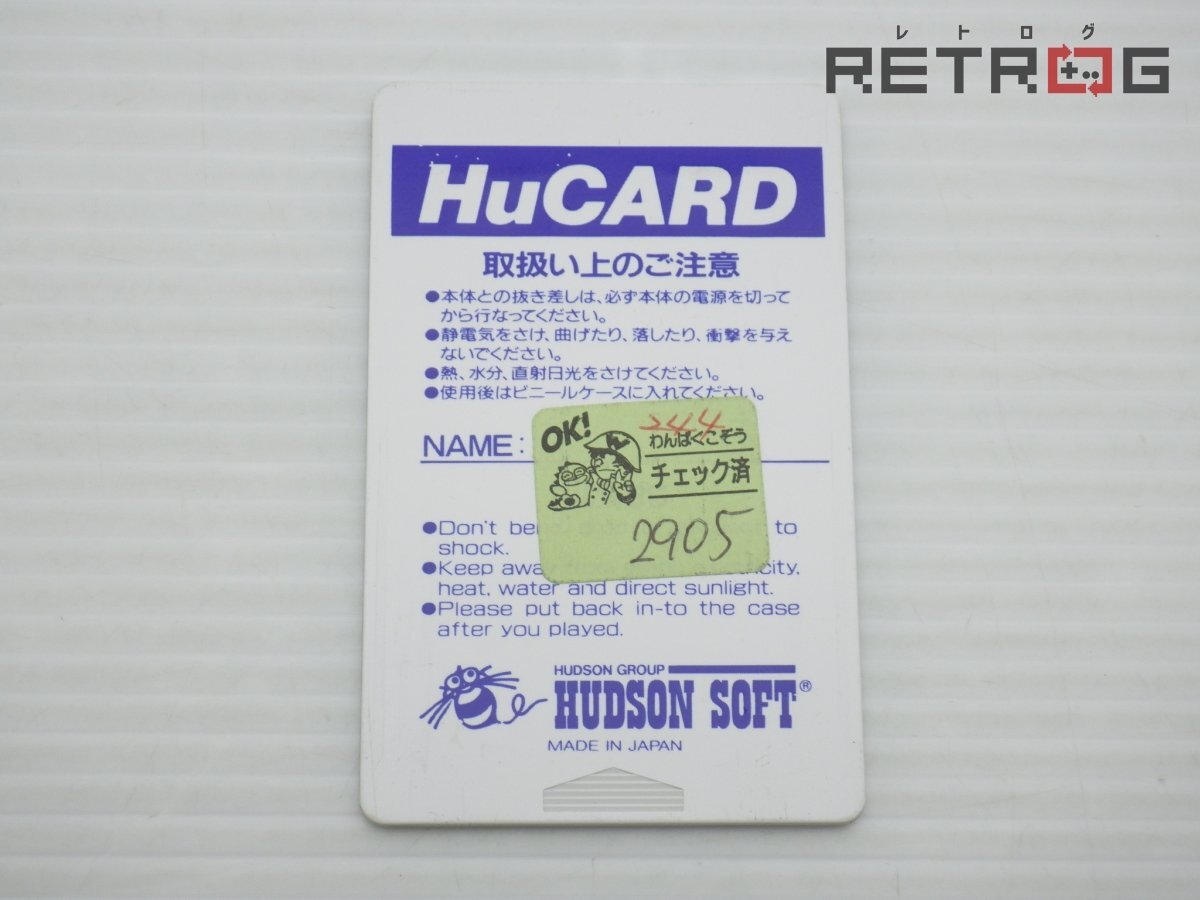 レトログ
RETROG
HuCARD
取扱い上のご注意
●本体との抜き差しは、必ず本体の電源を切って
から行なってください。
●静電気をさけ、曲げたり、落したり、衝撃を与え
ないでください。
●熱、水分、直射日光をさけてください。
●使用後はビニールケースに入れてください。
NAME:
OK!
244
わんぱくこぞう
チェック済
2905
●Don't be to
shock.
●Keep away
heat, water and direct sunlight.
●Please put back in-to the case
after you played.
HUDSON GROUP
HUDSON SOFT®
MADE IN JAPAN